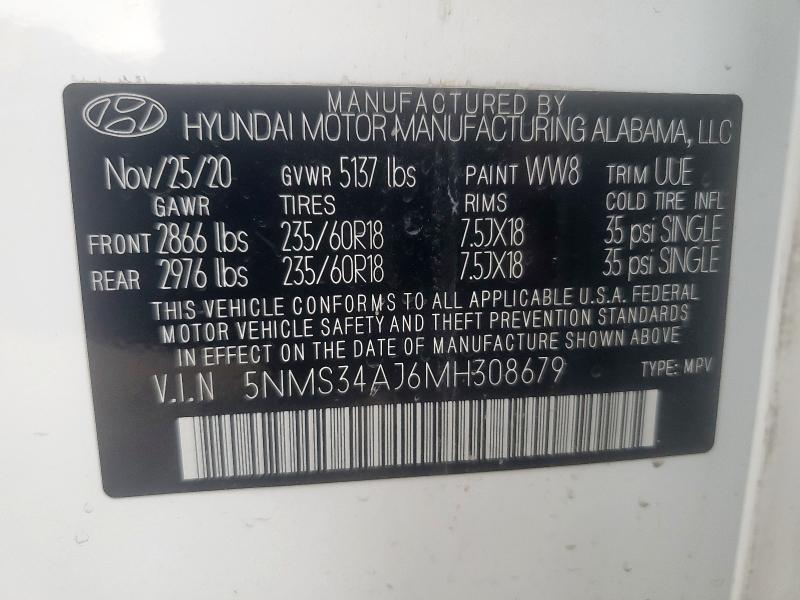 MANUFACTURED BY
HYUNDAI MOTOR MANUFACTURING ALABAMA, LLC
Nov/25/20 GVWR 5137 lbs PAINT WW8 TRIM UUE
GAWR TIRES RIMS COLD TIRE INFL
FRONT 2866 lbs 235/60R18 7.5JX18 35 psi SINGLE
REAR 2976 lbs 235/60R18 7.5JX18 35 psi SINGLE
THIS VEHICLE CONFORMS TO ALL APPLICABLE U.S.A. FEDERAL
MOTOR VEHICLE SAFETY AND THEFT PREVENTION STANDARDS
IN EFFECT ON THE DATE OF MANUFACTURE SHOWN ABOVE
V.I.N 5NMS34AJ6MH308679 TYPE: MPV